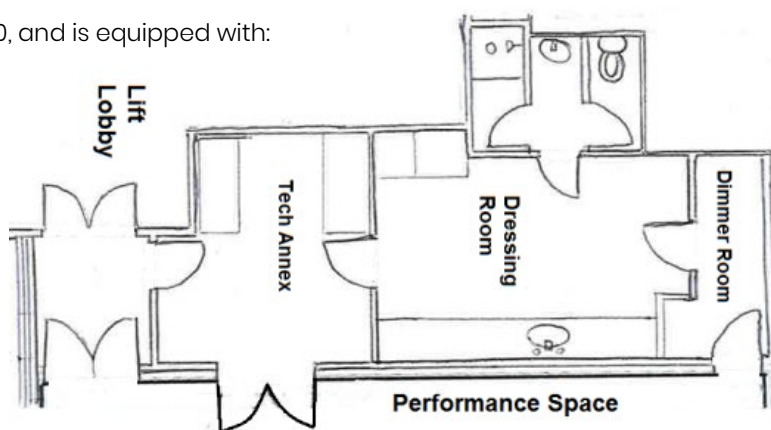 0, and is equipped with:
Lift
Lobby
Tech Annex
Dressing
Room
Dimmer Room
Performance Space